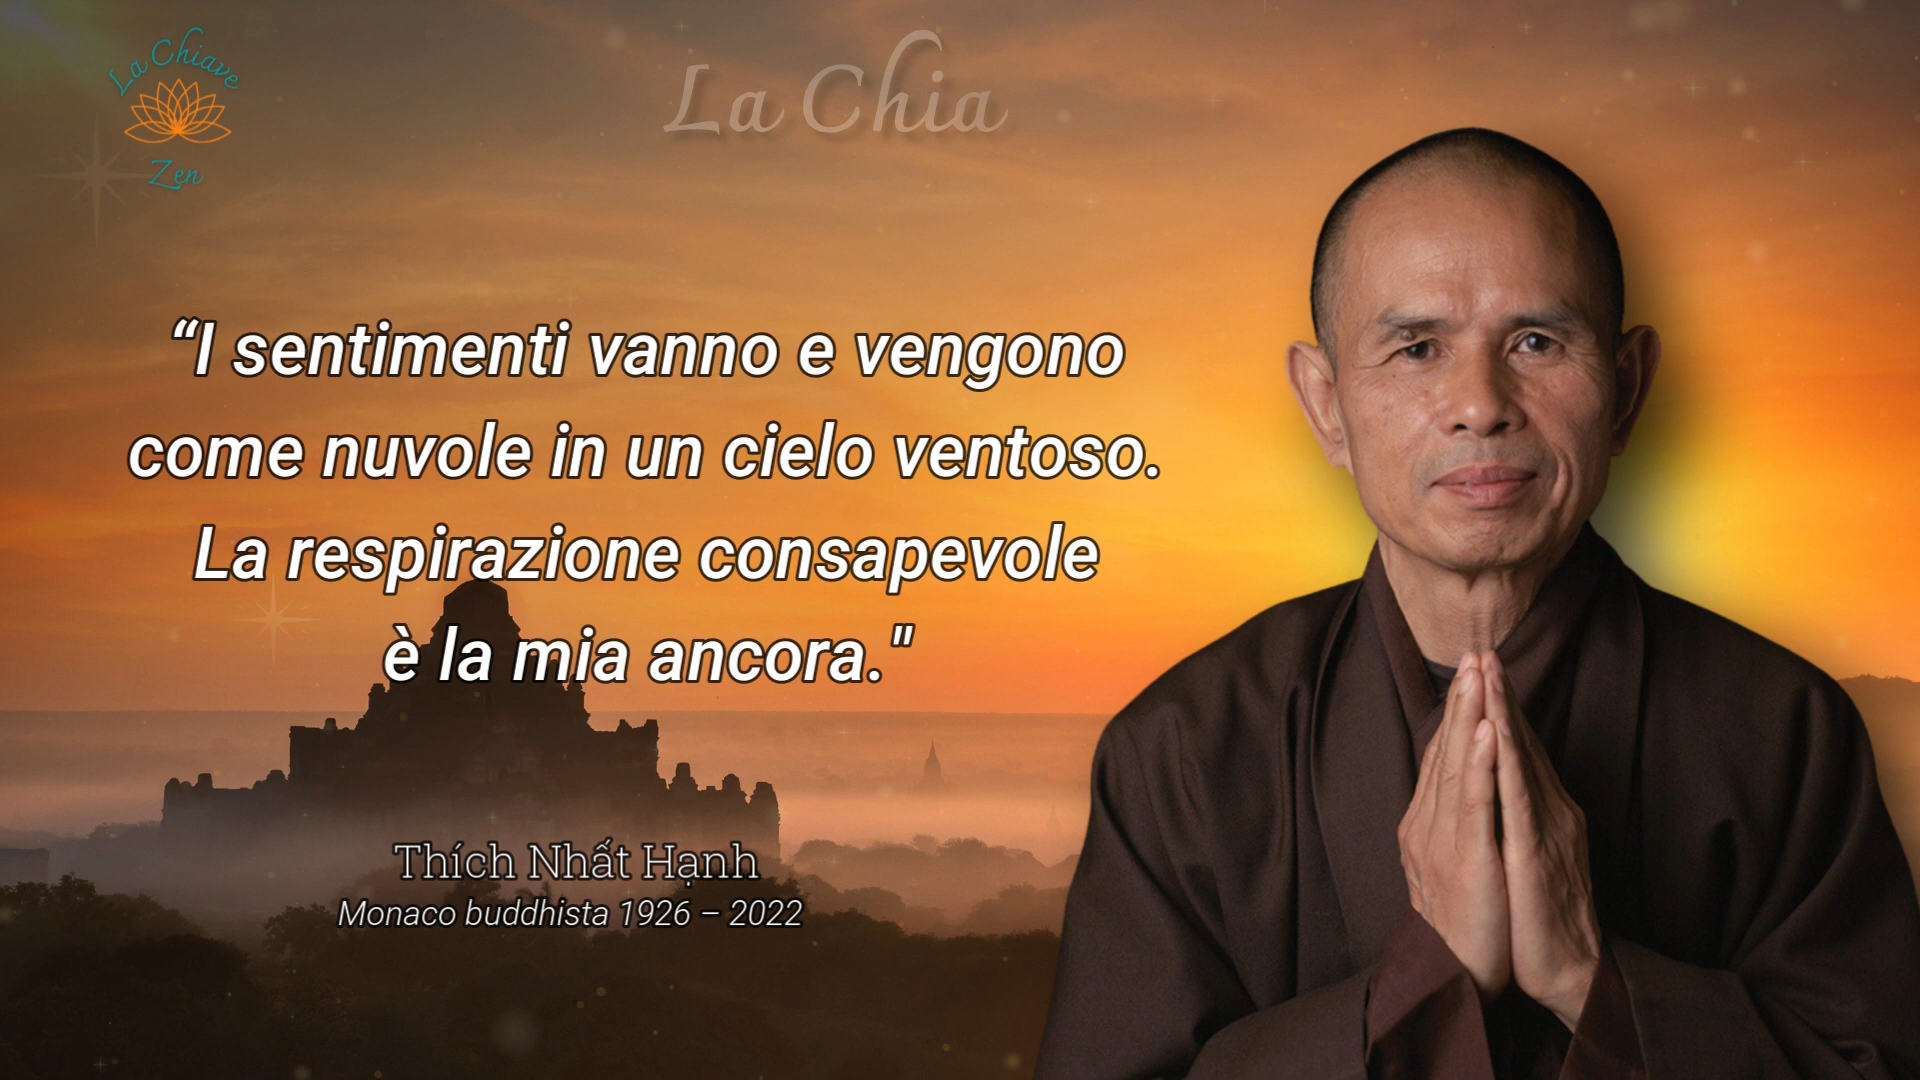 La Chiave
Zen
La Chia
“I sentimenti vanno e vengono
come nuvole in un cielo ventoso.
La respirazione consapevole
è la mia ancora."
Thích Nhất Hạnh
Monaco buddhista 1926 – 2022